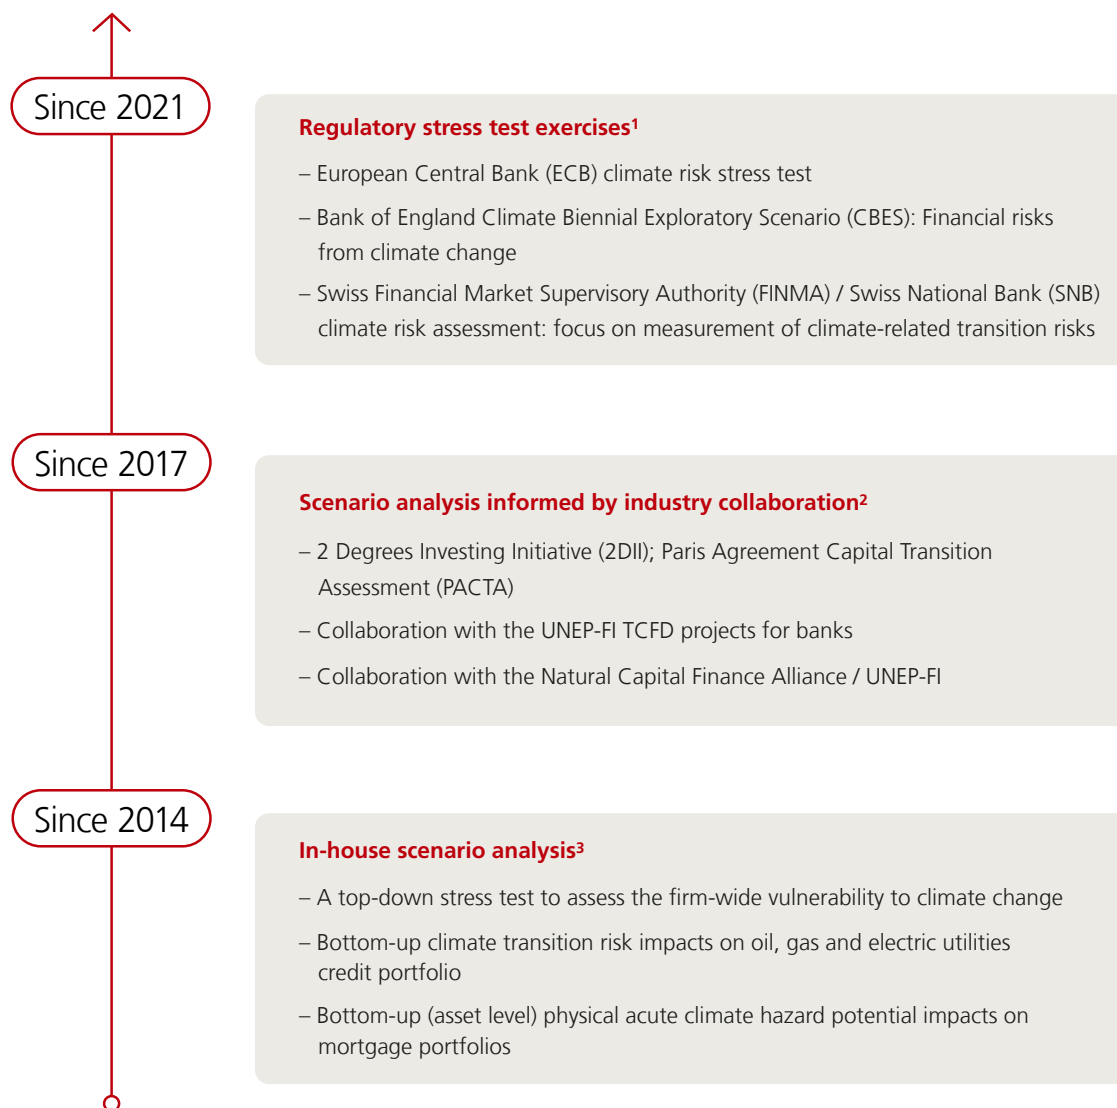 Since 2021
Regulatory stress test exercises¹
– European Central Bank (ECB) climate risk stress test
– Bank of England Climate Biennial Exploratory Scenario (CBES): Financial risks
from climate change
– Swiss Financial Market Supervisory Authority (FINMA) / Swiss National Bank (SNB)
climate risk assessment: focus on measurement of climate-related transition risks
Since 2017
Scenario analysis informed by industry collaboration²
– 2 Degrees Investing Initiative (2DII); Paris Agreement Capital Transition
Assessment (PACTA)
– Collaboration with the UNEP-FI TCFD projects for banks
– Collaboration with the Natural Capital Finance Alliance / UNEP-FI
Since 2014
In-house scenario analysis³
– A top-down stress test to assess the firm-wide vulnerability to climate change
– Bottom-up climate transition risk impacts on oil, gas and electric utilities
credit portfolio
– Bottom-up (asset level) physical acute climate hazard potential impacts on
mortgage portfolios